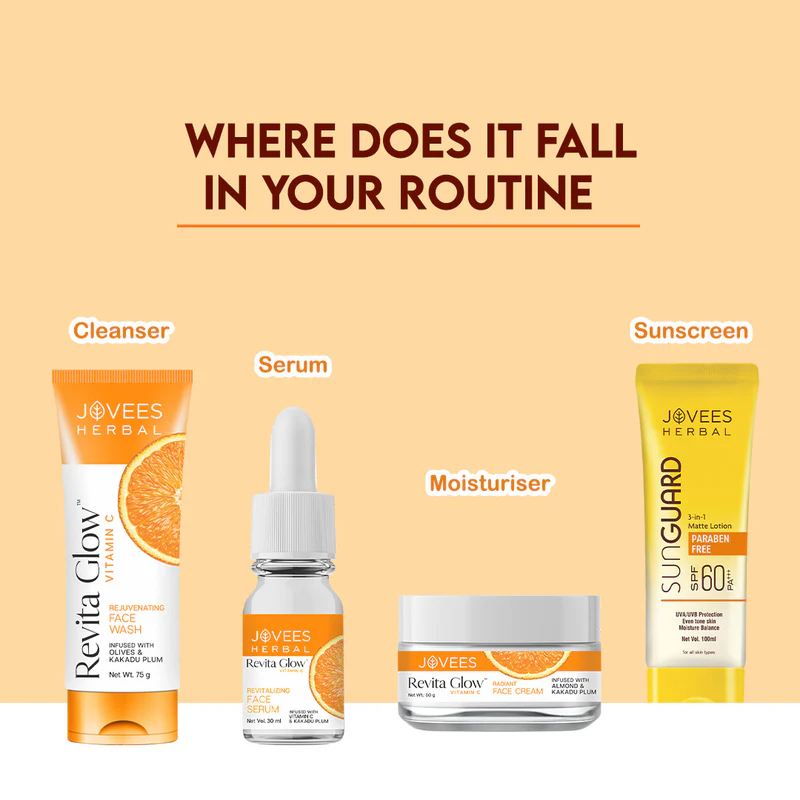 WHERE DOES IT FALL
IN YOUR ROUTINE
Cleanser
Serum
Moisturiser
Sunscreen
JOVEES
HERBAL
Revita Glow™
VITAMIN C
REJUVENATING
FACE
WASH
INFUSED WITH
OLIVES &
KAKADU PLUM
Net WT. 75 g
JOVEES
HERBAL
Revita Glow™
VITAMIN C
REVITALIZING
FACE
SERUM
INFUSED WITH
VITAMIN C
& KAKADU PLUM
Net Vol. 30 ml
JOVEES
Revita Glow™
VITAMIN C
Net WT. 50 g
RADIANT
FACE CREAM
INFUSED WITH
ALMOND &
KAKADU PLUM
JOVEES
HERBAL
SUNGUARD
3-in-1
Matte Lotion
PARABEN
FREE
SPF 60 PA+++
UVA/UVB Protection
Even tone skin
Moisture Balance
Net Vol. 100ml
for all skin types